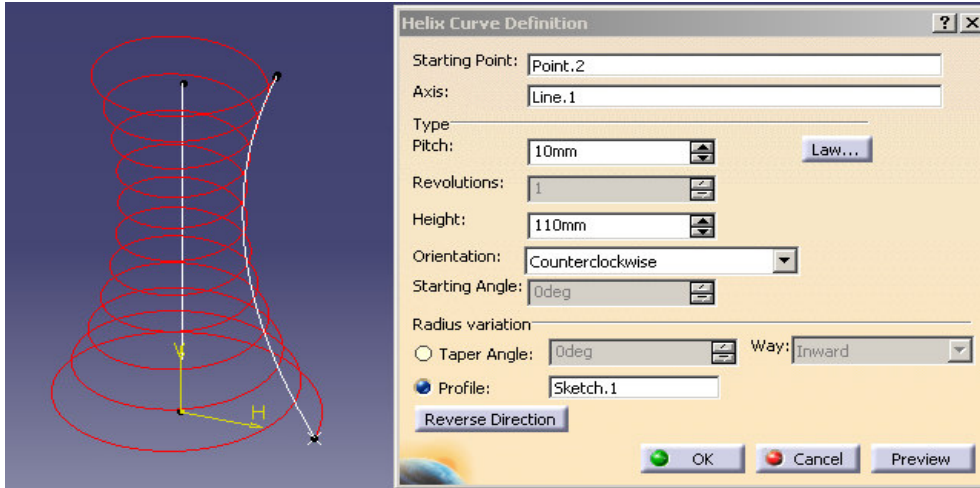 Helix Curve Definition
Starting Point: Point.2
Axis: Line.1
Type
Pitch: 10mm Law...
Revolutions: 1
Height: 110mm
Orientation: Counterclockwise
Starting Angle: 0deg
Radius variation
Taper Angle: 0deg Way: Inward
Profile: Sketch.1
Reverse Direction
OK Cancel Preview
V
H